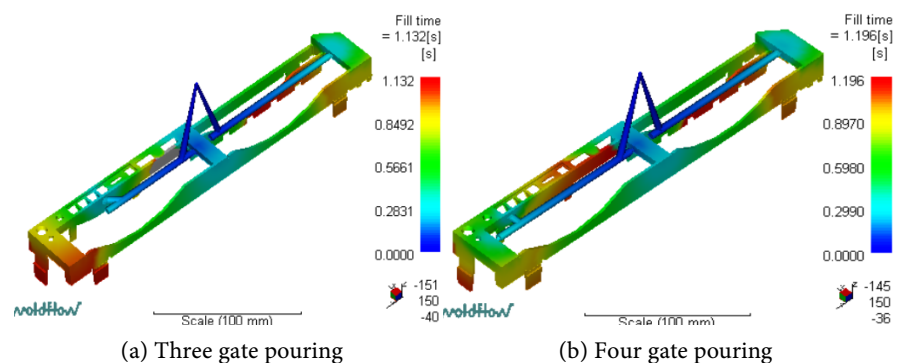 Fill time
= 1.132[s]
[s]
1.132
0.8492
0.5661
0.2831
0.0000
-151
150
-40
moldflow
Scale (100 mm)
(a) Three gate pouring
Fill time
= 1.196[s]
[s]
1.196
0.8970
0.5980
0.2990
0.0000
-145
150
-36
moldflow
Scale (100 mm)
(b) Four gate pouring